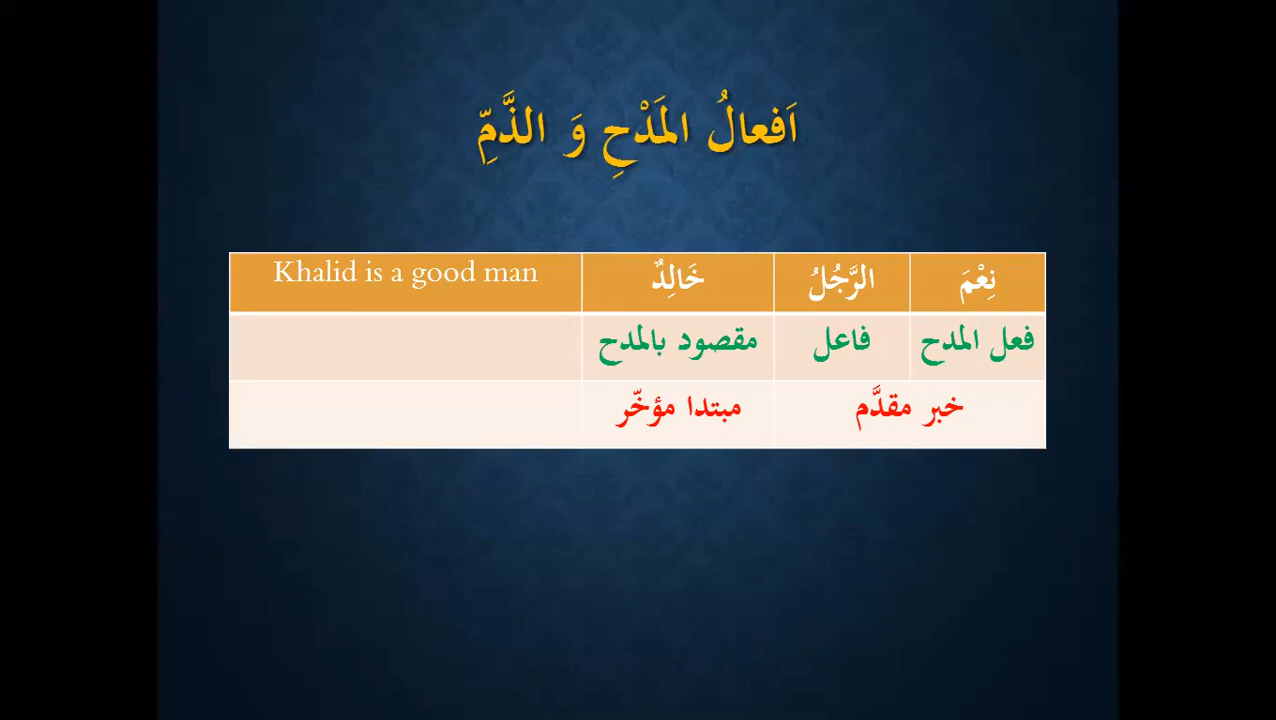 اَفعالُ المَدْحِ وَ الذَّمِّ
نِعْمَ الرَّجُلُ خَالِدٌ Khalid is a good man
فعل المدح فاعل مقصود بالمدح
خبر مقدَّم مبتدا مؤخّر